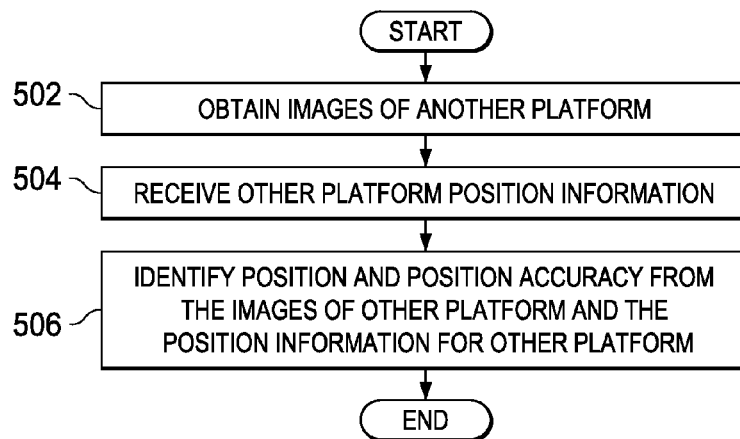 START
502
OBTAIN IMAGES OF ANOTHER PLATFORM
504
RECEIVE OTHER PLATFORM POSITION INFORMATION
IDENTIFY POSITION AND POSITION ACCURACY FROM
THE IMAGES OF OTHER PLATFORM AND THE
506
POSITION INFORMATION FOR OTHER PLATFORM
END